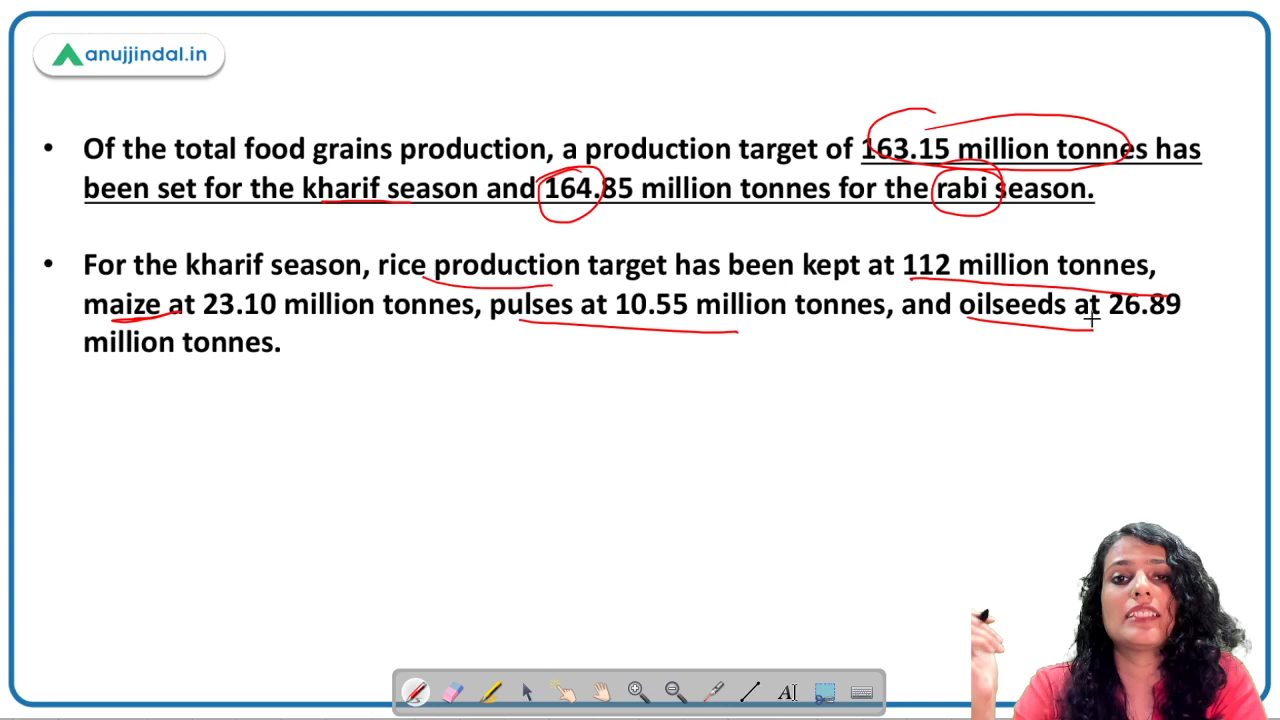 anujjindal.in
• Of the total food grains production, a production target of 163.15 million tonnes has
been set for the kharif season and 164.85 million tonnes for the rabi season.
• For the kharif season, rice production target has been kept at 112 million tonnes,
maize at 23.10 million tonnes, pulses at 10.55 million tonnes, and oilseeds at 26.89
million tonnes.
A